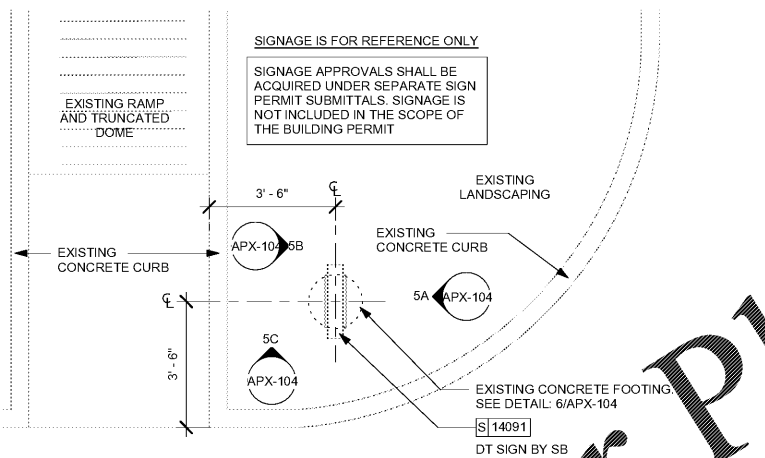 SIGNAGE IS FOR REFERENCE ONLY
SIGNAGE APPROVALS SHALL BE
ACQUIRED UNDER SEPARATE SIGN
PERMIT SUBMITTALS. SIGNAGE IS
NOT INCLUDED IN THE SCOPE OF
THE BUILDING PERMIT
EXISTING RAMP
AND TRUNCATED
DOME
3' - 6"
℄
EXISTING
LANDSCAPING
EXISTING
CONCRETE CURB
APX-104 5B
EXISTING
CONCRETE CURB
5A APX-104
℄
5C
APX-104
3' - 6"
EXISTING CONCRETE FOOTING.
SEE DETAIL: 6/APX-104
S 14091
DT SIGN BY SB